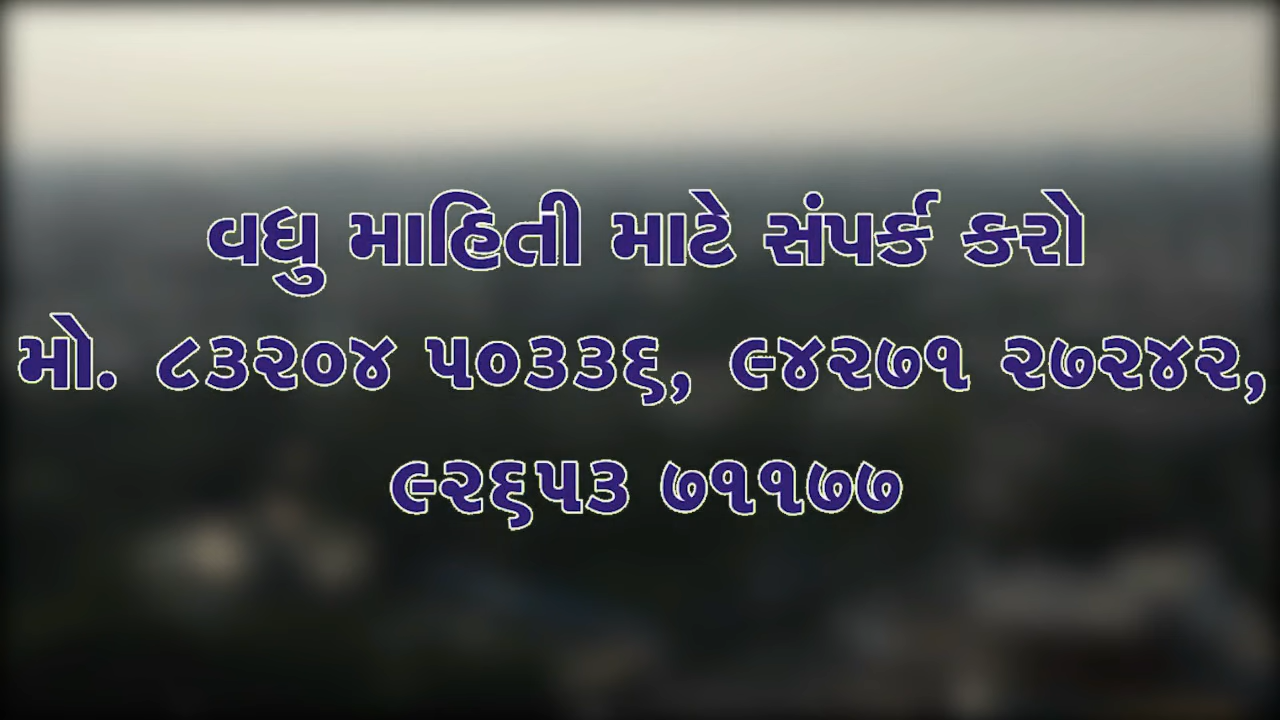 વધુ માહિતી માટે સંપર્ક કરો
મો. ૮૩૨૦૪ ૫૦૩૩૬, ૯૪૨૭૧ ૨૭૨૪૨,
૯૨૬૫૩ ૭૧૧૭૭